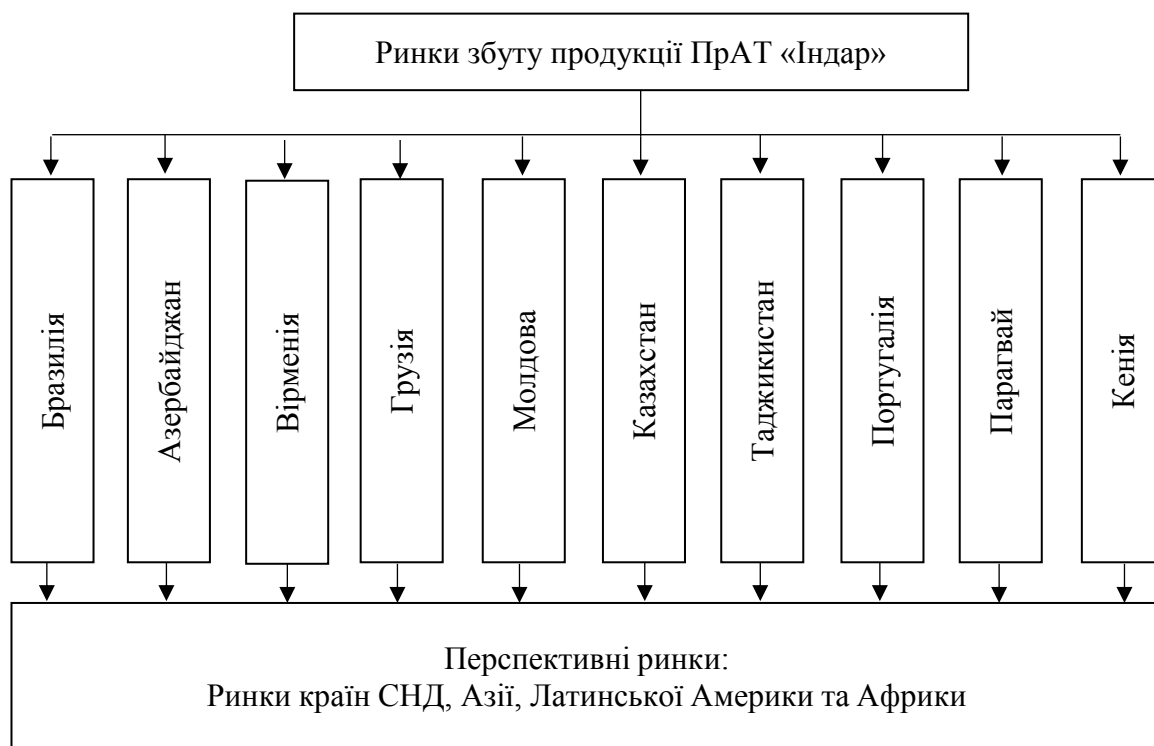 Ринки збуту продукції ПрАТ «Індар»
Бразилія
Азербайджан
Вірменія
Грузія
Молдова
Казахстан
Таджикистан
Португалія
Парагвай
Кенія
Перспективні ринки:
Ринки країн СНД, Азії, Латинської Америки та Африки